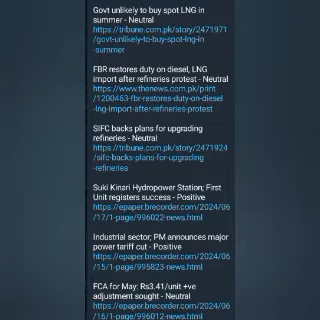 Govt unlikely to buy spot LNG in
summer - Neutral
https://tribune.com.pk/story/2471971
/govt-unlikely-to-buy-spot-lng-in
-summer
FBR restores duty on diesel, LNG
import after refineries protest - Neutral
https://www.thenews.com.pk/print
/1200463-fbr-restores-duty-on-diesel
-lng-import-after-refineries-protest
SIFC backs plans for upgrading
refineries - Neutral
https://tribune.com.pk/story/2471924
/sifc-backs-plans-for-upgrading
-refineries
Suki Kinari Hydropower Station; First
Unit registers success - Positive
https://epaper.brecorder.com/2024/06
/17/1-page/996022-news.html
Industrial sector; PM announces major
power tariff cut - Positive
https://epaper.brecorder.com/2024/06
/15/1-page/995823-news.html
FCA for May: Rs3.41/unit +ve
adjustment sought - Neutral
https://epaper.brecorder.com/2024/06
/16/1-page/996012-news.html